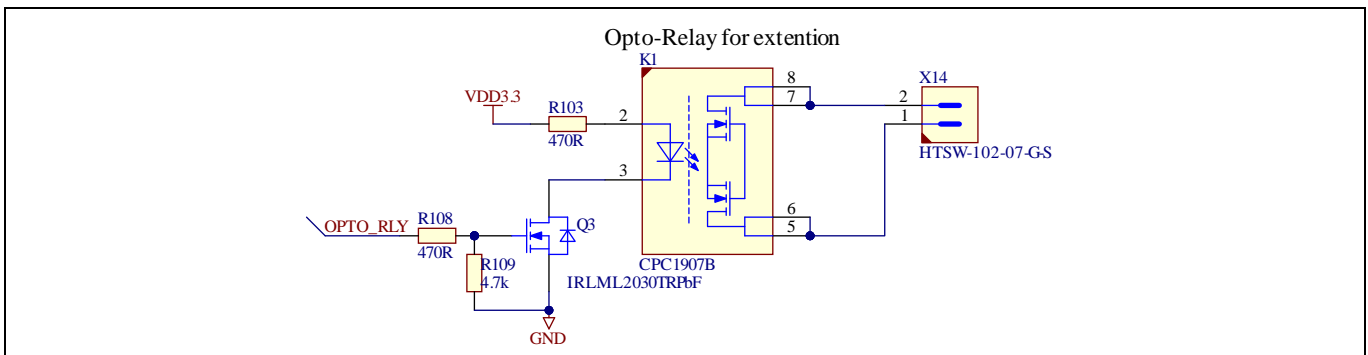 Opto-Relay for extention
K1
8
X14
VDD3.3
R103
2
7
2
470R
1
HTSW-102-07-G-S
3
6
OPTO_RLY
R108
Q3
5
470R
R109
CPC1907B
4.7k
IRLML2030TRPbF
GND